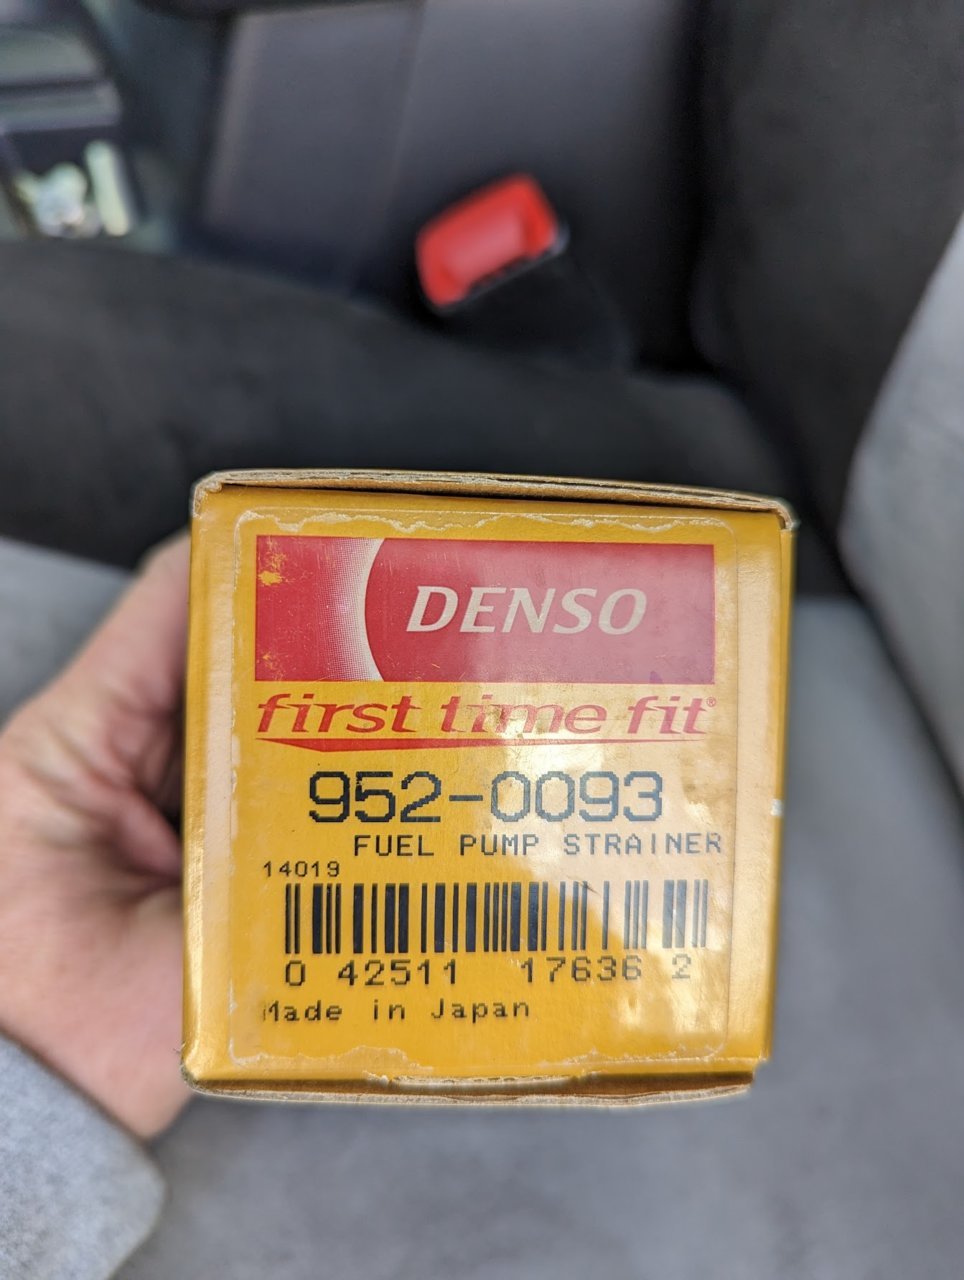 DENSO
first time fit®
952-0093
FUEL PUMP STRAINER
14019
0 42511 17636 2
Made in Japan